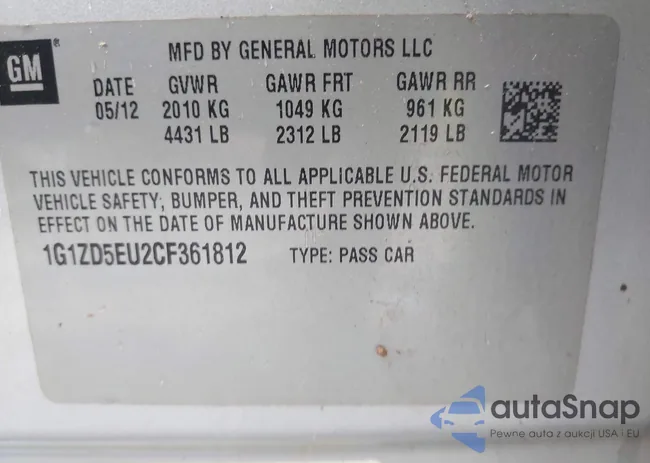 GM®
MFD BY GENERAL MOTORS LLC
DATE GVWR GAWR FRT GAWR RR
05/12 2010 KG 1049 KG 961 KG
4431 LB 2312 LB 2119 LB
THIS VEHICLE CONFORMS TO ALL APPLICABLE U.S. FEDERAL MOTOR
VEHICLE SAFETY, BUMPER, AND THEFT PREVENTION STANDARDS IN
EFFECT ON THE DATE OF MANUFACTURE SHOWN ABOVE.
1G1ZD5EU2CF361812 TYPE: PASS CAR
autaSnap
Pewne auta z aukcji USA i EU